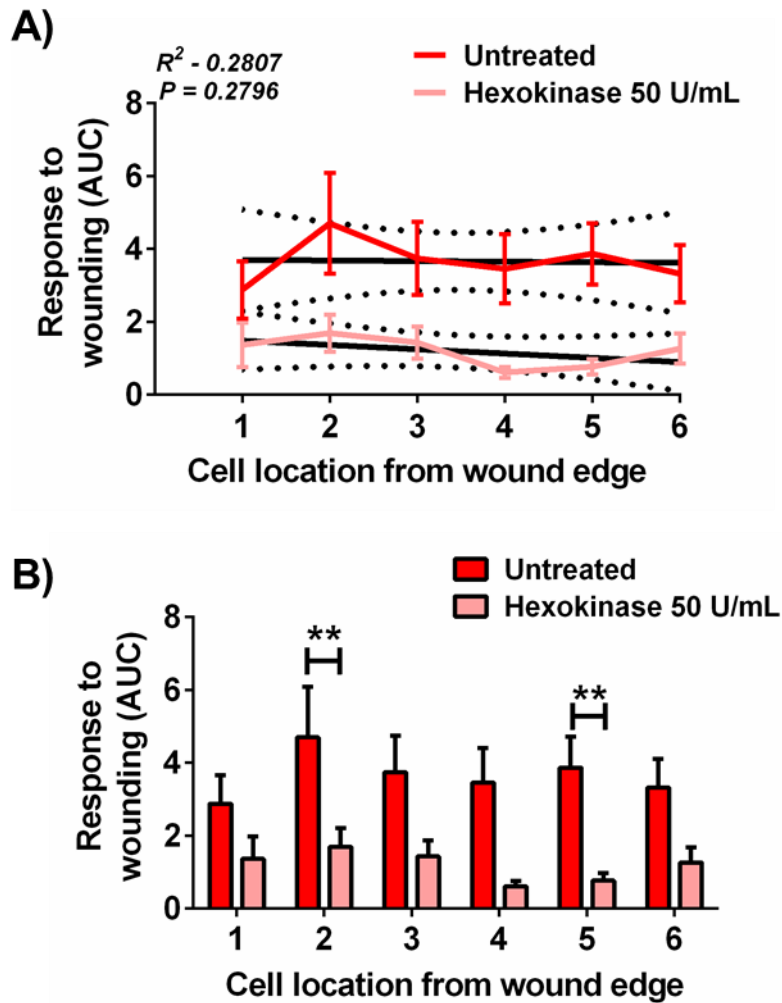 A)
R² - 0.2807
P = 0.2796
Untreated
Hexokinase 50 U/mL
Response to
wounding (AUC)
8
6
4
2
0
1 2 3 4 5 6
Cell location from wound edge
B)
Untreated
Hexokinase 50 U/mL
Response to
wounding (AUC)
8
6
4
2
0
**
**
1 2 3 4 5 6
Cell location from wound edge